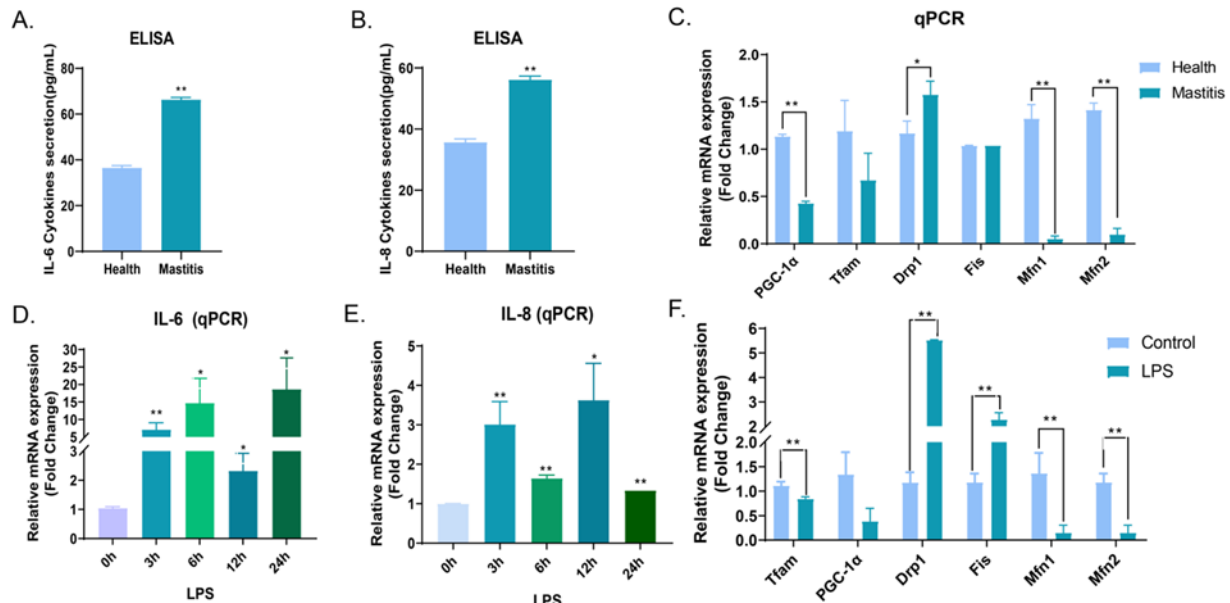 A.
ELISA
IL-6 Cytokines secretion(pg/mL)
80
60
40
20
0
**
Health
Mastitis
B.
ELISA
IL-8 Cytokines secretion(pg/mL)
60
40
20
0
**
Health
Mastitis
C.
qPCR
Relative mRNA expression
(Fold Change)
2.0
1.5
1.0
0.5
0.0
**
*
**
**
Health
Mastitis
PGC-1α
Tfam
Drp1
Fis
Mfn1
Mfn2
D.
IL-6 (qPCR)
Relative mRNA expression
(Fold Change)
30
25
20
15
10
5
3
2
1
0
**
*
*
*
0h
3h
6h
12h
24h
LPS
E.
IL-8 (qPCR)
Relative mRNA expression
(Fold Change)
5
4
3
2
1
0
**
**
*
**
0h
3h
6h
12h
24h
LPS
F.
Relative mRNA expression
(Fold Change)
6
5
4
3
2
2.0
1.5
1.0
0.5
0.0
**
**
**
**
**
Control
LPS
Tfam
PGC-1α
Drp1
Fis
Mfn1
Mfn2